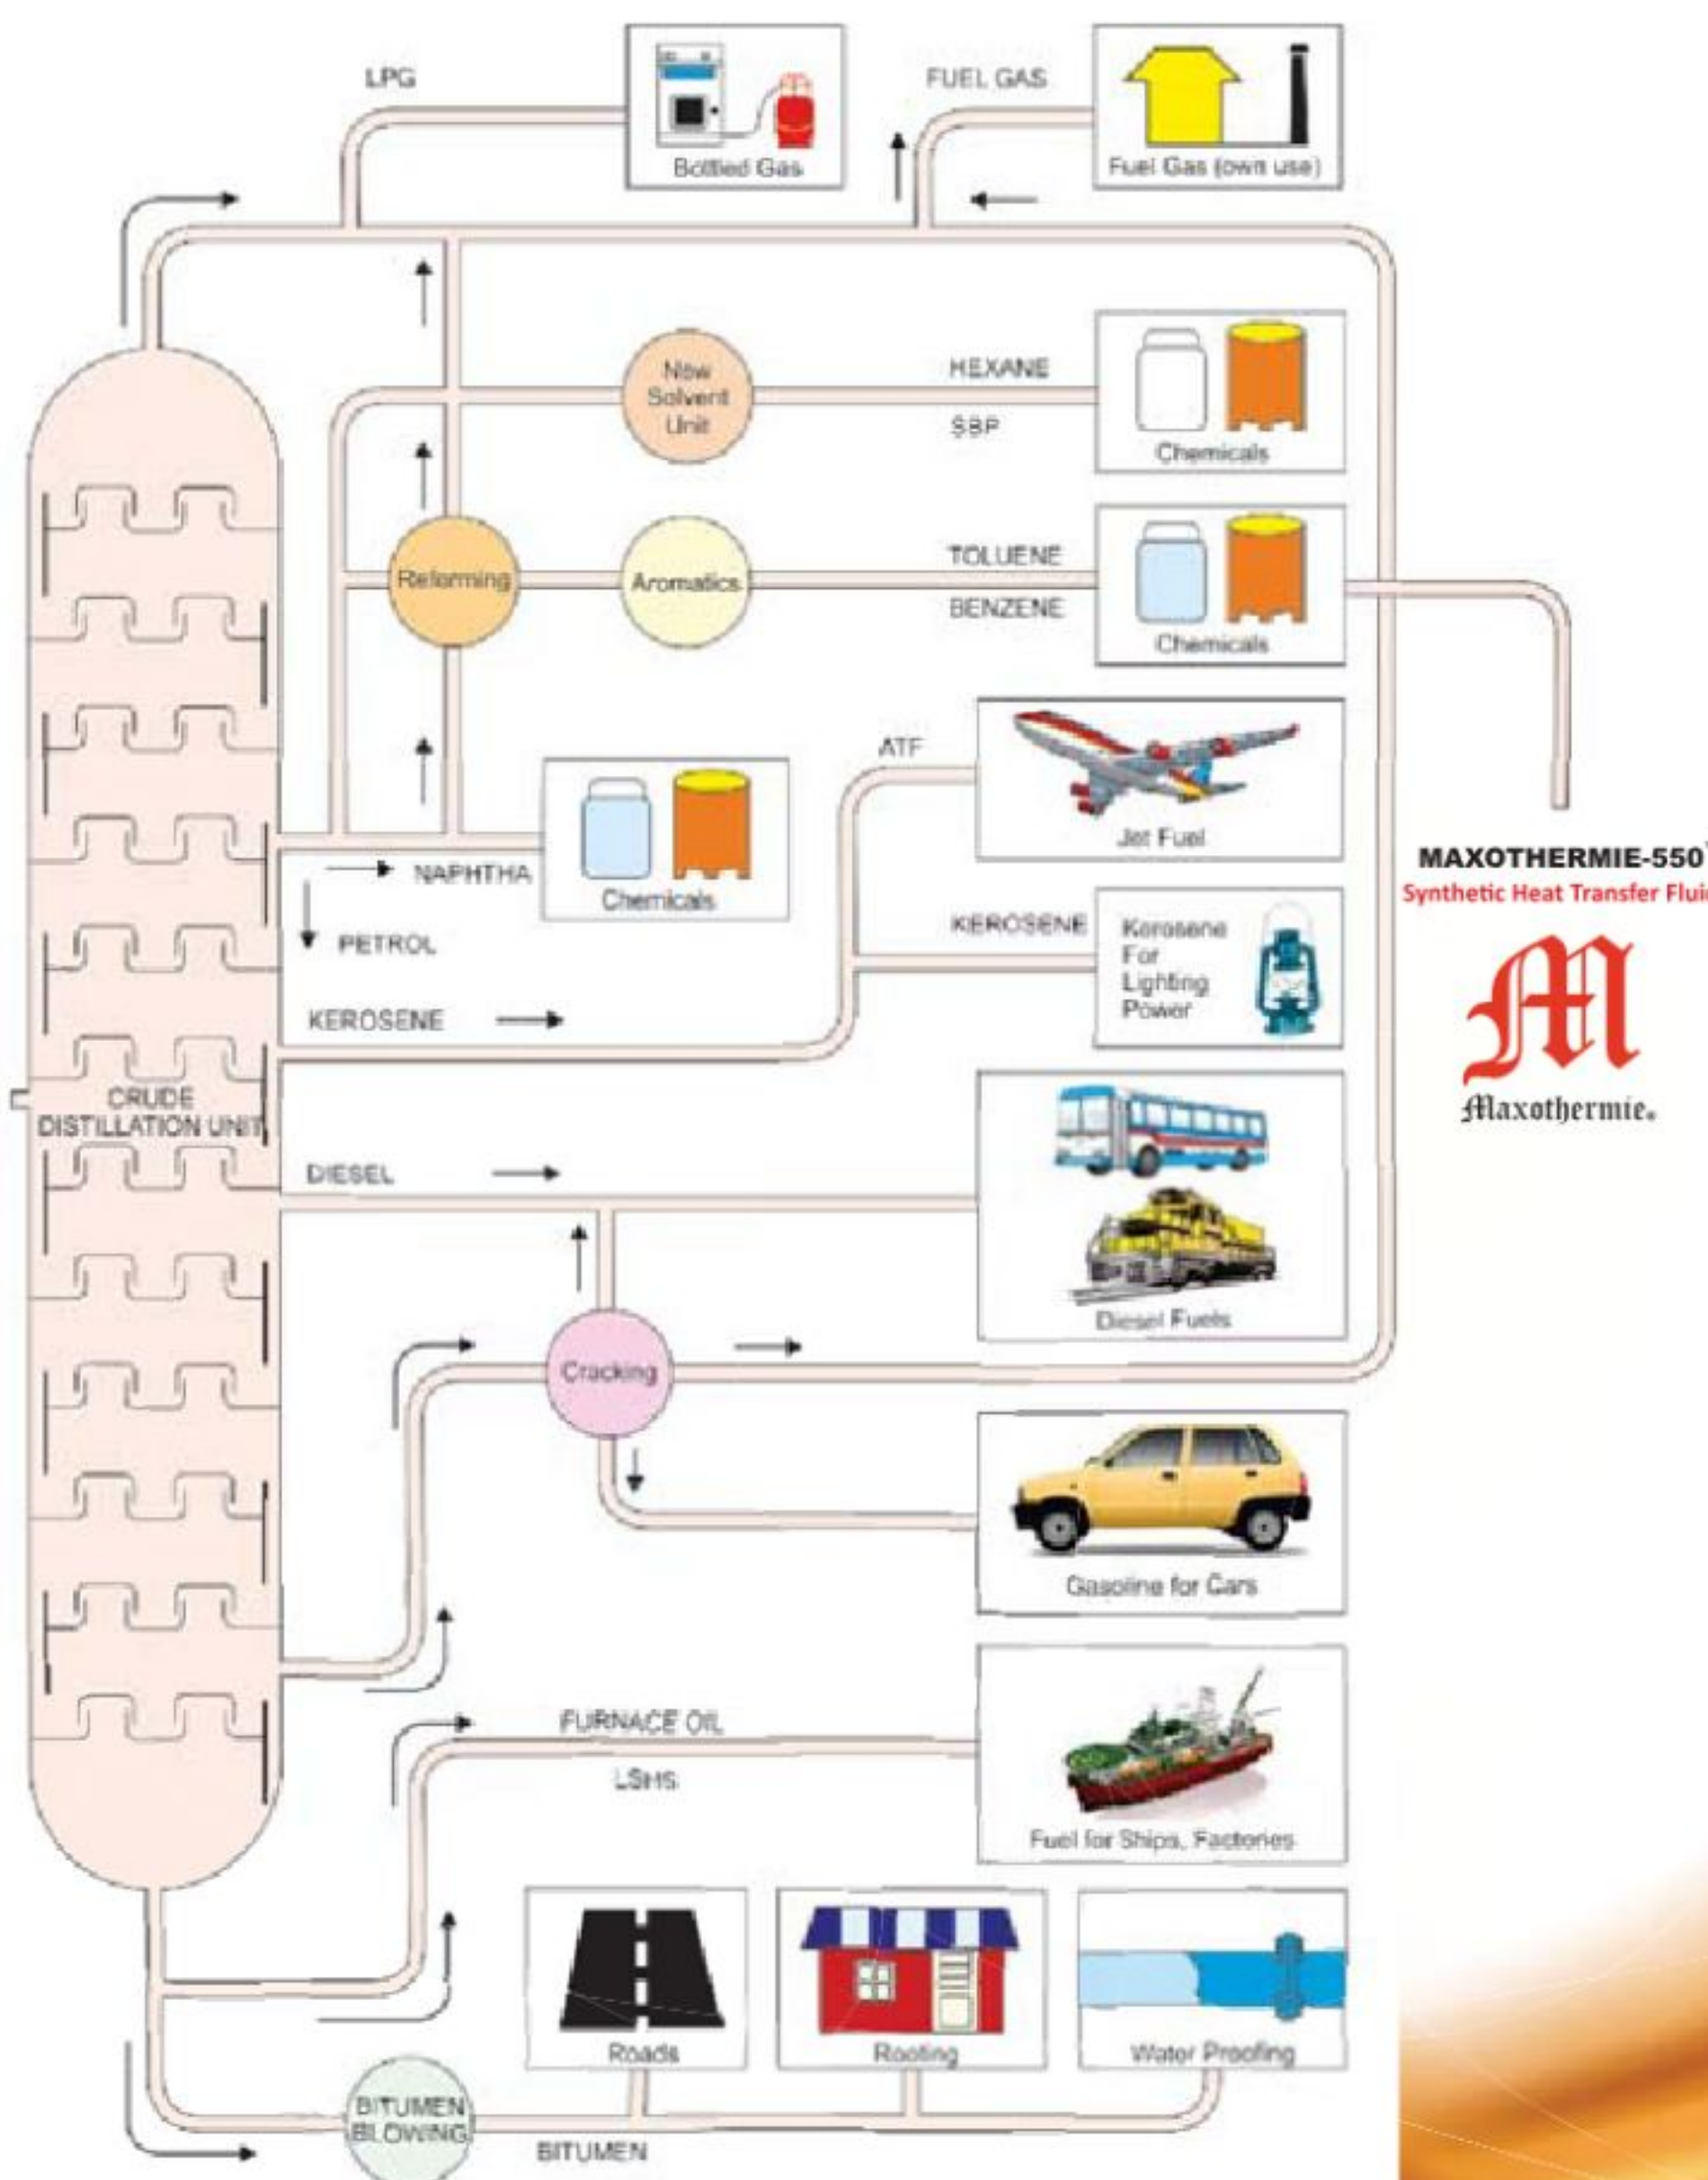 LPG
Bottled Gas
FUEL GAS
Fuel Gas (own use)
New
Solvent
Unit
HEXANE
SBP
Chemicals
Reforming
Aromatics
TOLUENE
BENZENE
Chemicals
ATF
Jet Fuel
MAXOTHERMIE-550
Synthetic Heat Transfer Flui
Maxothermie.
NAPHTHA
Chemicals
PETROL
KEROSENE
Kerosene
For
Lighting
Power
KEROSENE
CRUDE
DISTILLATION UNIT
DIESEL
Diesel Fuels
Cracking
Gasoline for Cars
FURNACE OIL
LSHS
Fuel for Ships, Factories
Roads
Rooting
Water Proofing
BITUMEN
BLOWING
BITUMEN